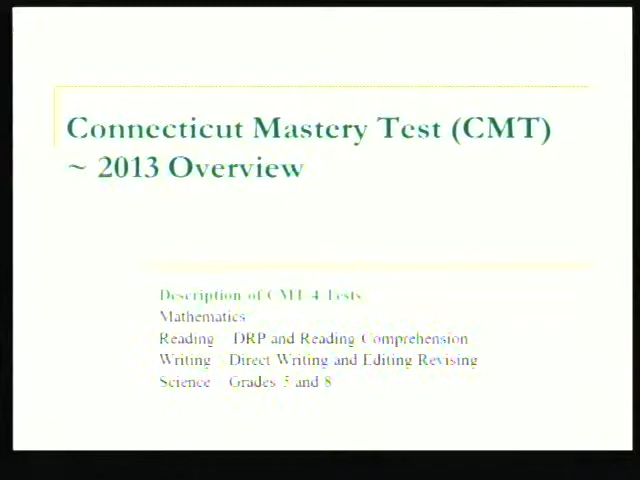 Connecticut Mastery Test (CMT)
~ 2013 Overview
Description of CMT 4 Tests
Mathematics
Reading DRP and Reading Comprehension
Writing Direct Writing and Editing Revising
Science Grades 5 and 8